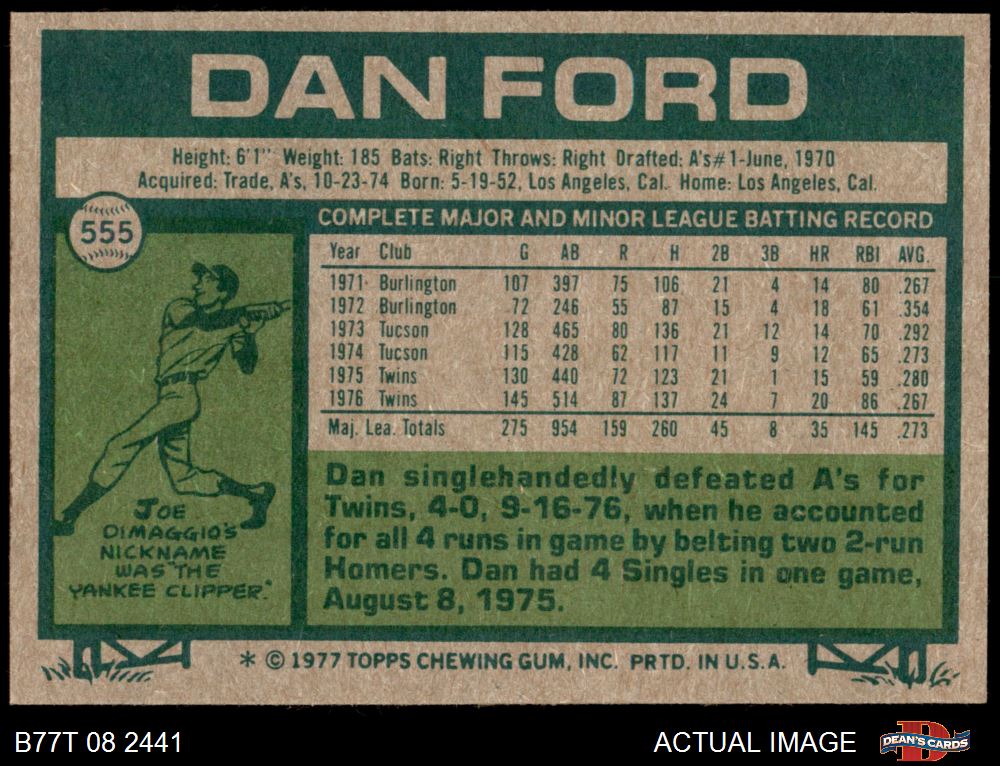 DAN FORD
Height: 6'1" Weight: 185 Bats: Right Throws: Right Drafted: A's#1-June, 1970
Acquired: Trade, A's, 10-23-74 Born: 5-19-52, Los Angeles, Cal. Home: Los Angeles, Cal.
555
COMPLETE MAJOR AND MINOR LEAGUE BATTING RECORD
Year Club G AB R H 2B 3B HR RBI AVG.
1971 Burlington 107 397 75 106 21 4 14 80 .267
1972 Burlington 72 246 55 87 15 4 18 61 .354
1973 Tucson 128 465 80 136 21 12 14 70 .292
1974 Tucson 115 428 62 117 11 9 12 65 .273
1975 Twins 130 440 72 123 21 1 15 59 .280
1976 Twins 145 514 87 137 24 7 20 86 .267
Maj. Lea. Totals 275 954 159 260 45 8 35 145 .273
JOE
DIMAGGIO'S
NICKNAME
WAS "THE
YANKEE CLIPPER."
Dan singlehandedly defeated A's for
Twins, 4-0, 9-16-76, when he accounted
for all 4 runs in game by belting two 2-run
Homers. Dan had 4 Singles in one game,
August 8, 1975.
* © 1977 TOPPS CHEWING GUM, INC. PRTD. IN U.S.A.
B77T 08 2441
ACTUAL IMAGE
DEAN'S CARDS